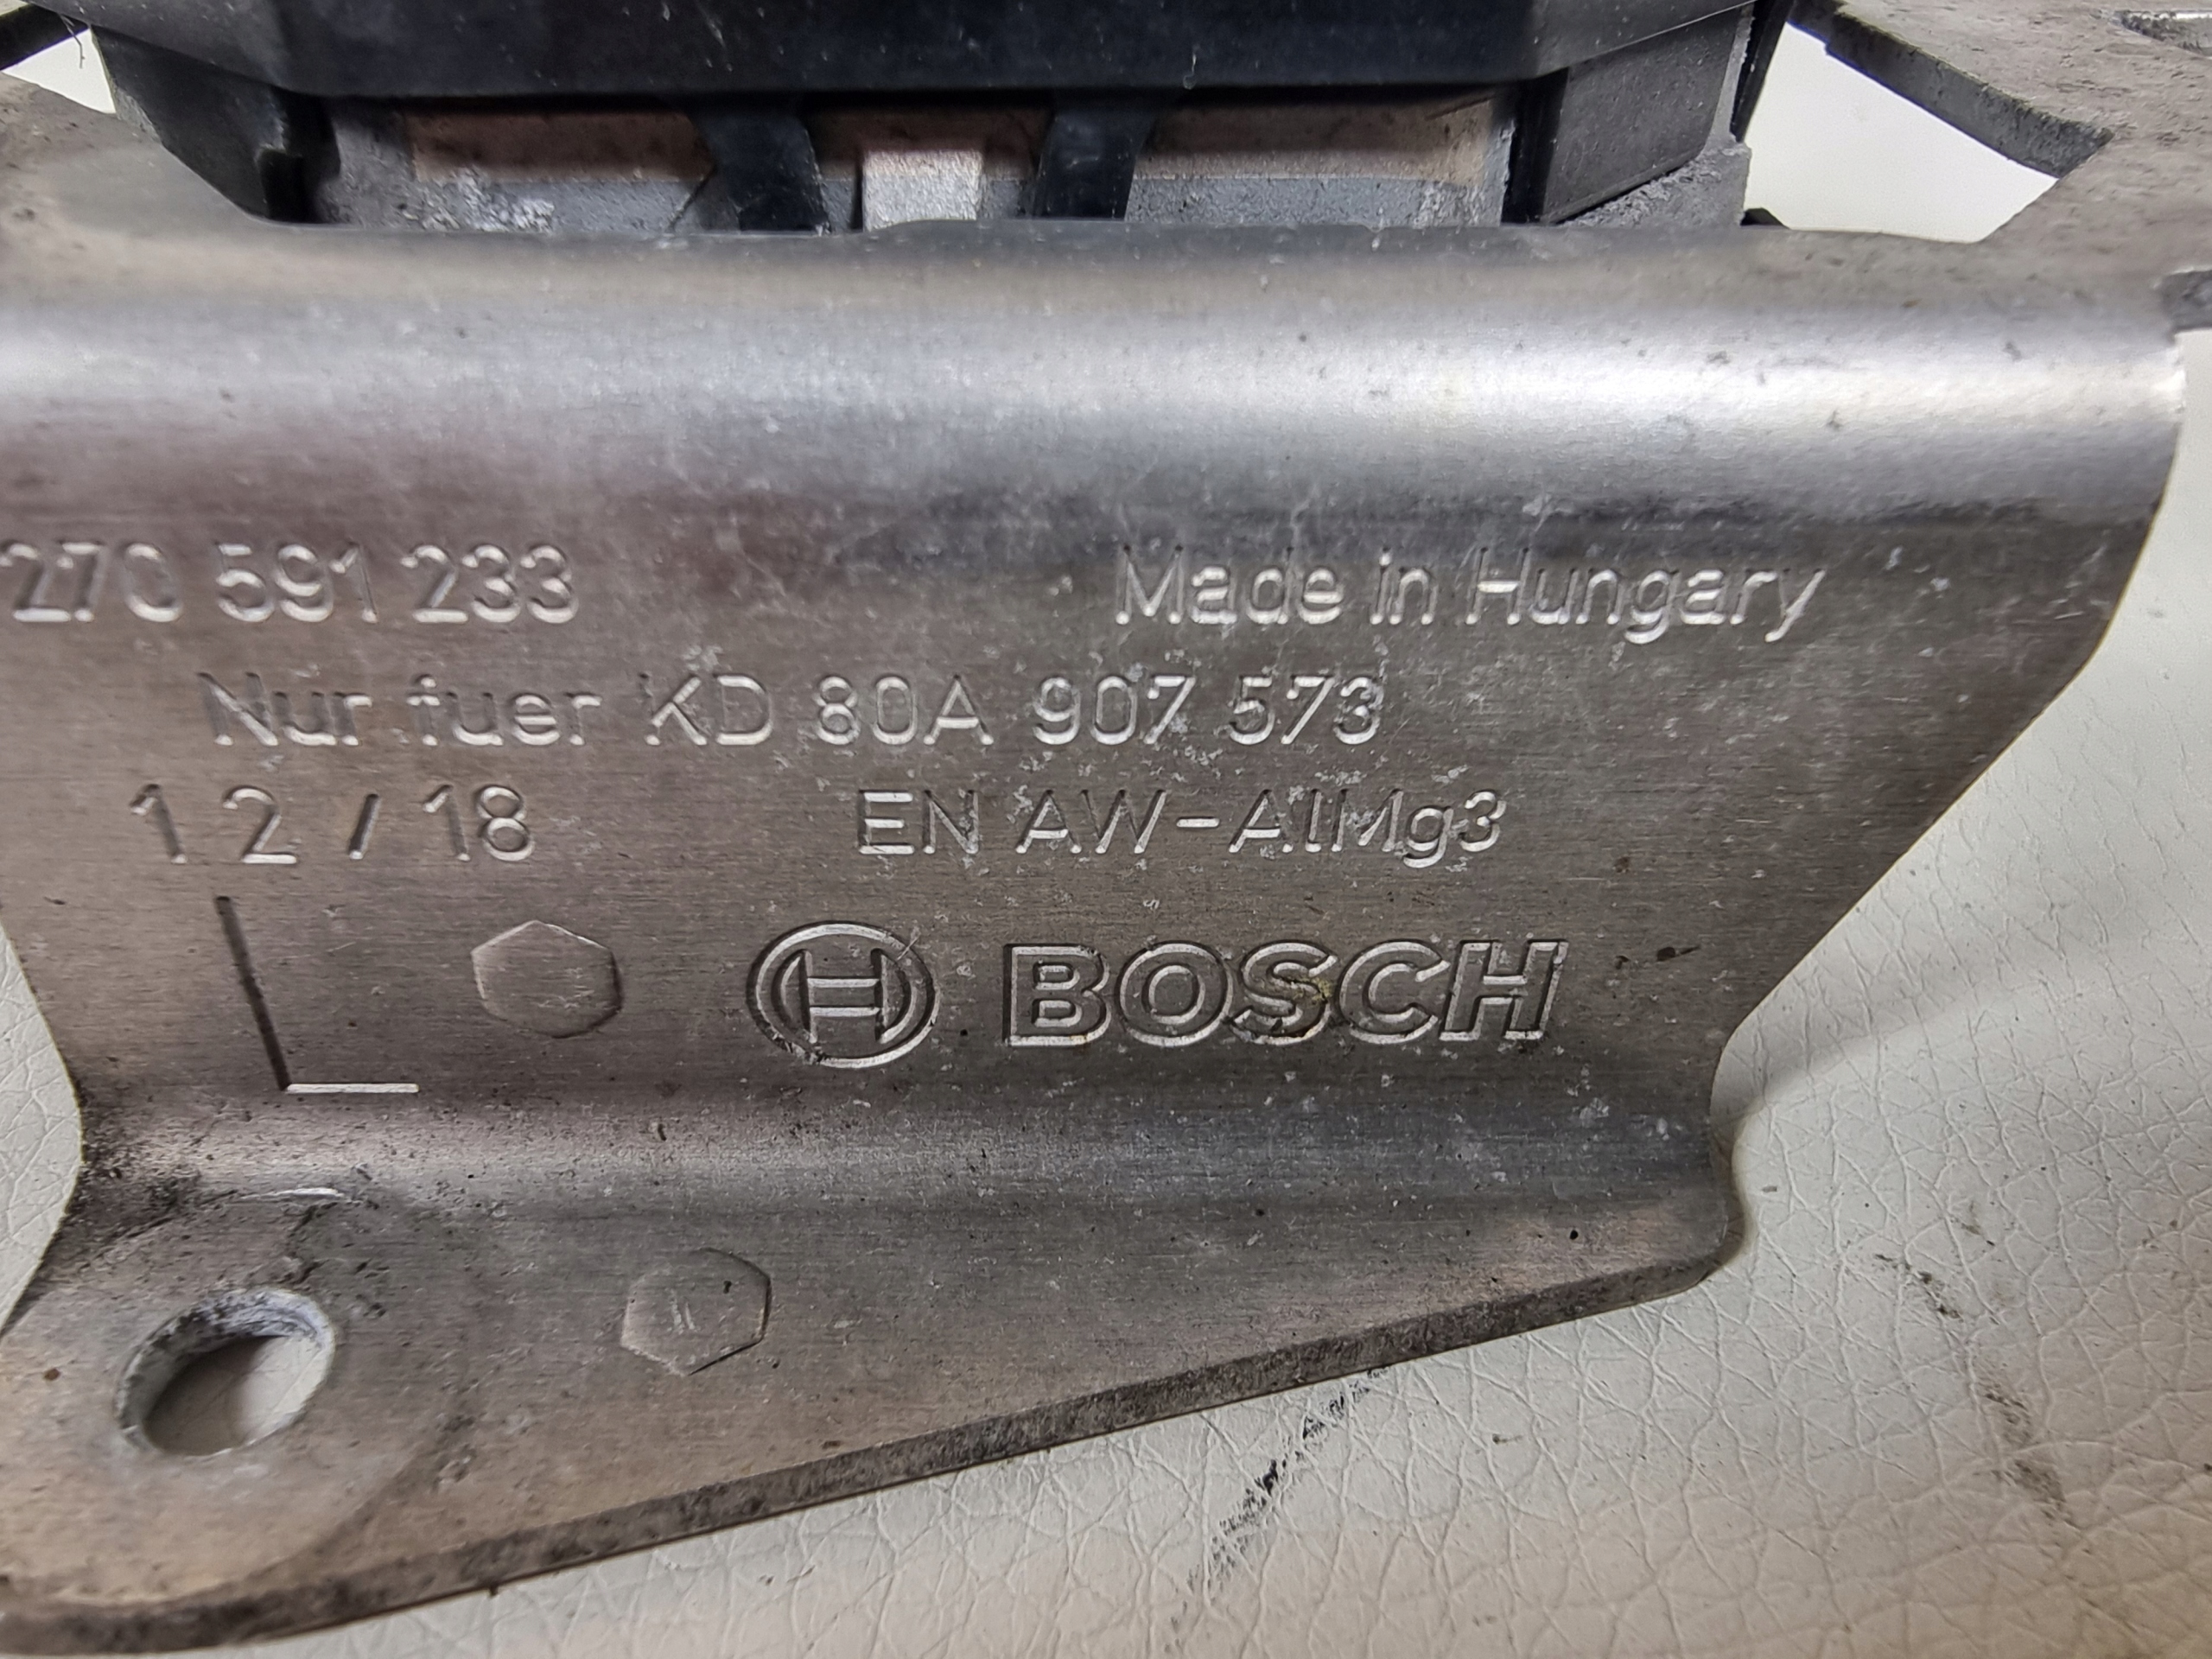 270 591 233 Made in Hungary
Nur fuer KD 80A 907 573
12/18 EN AW-AlMg3
L H BOSCH